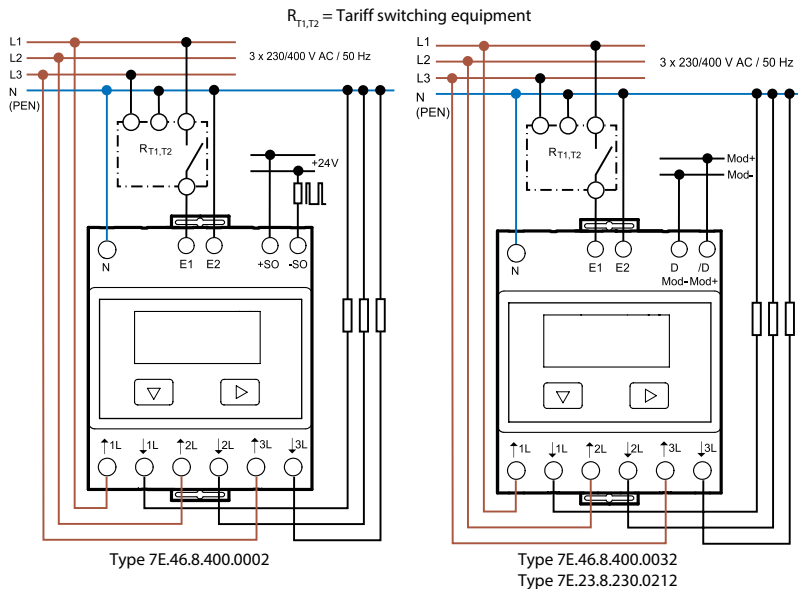 R T1,T2 = Tariff switching equipment
L1
L2
L3
N
(PEN)
3 x 230/400 V AC / 50 Hz
R T1,T2
+24V
N
E1
E2
+SO
-SO
↑1L
↓1L
↑2L
↓2L
↑3L
↓3L
Type 7E.46.8.400.0002
L1
L2
L3
N
(PEN)
3 x 230/400 V AC / 50 Hz
R T1,T2
Mod+
Mod-
N
E1
E2
D
/D
Mod-
Mod+
↑1L
↓1L
↑2L
↓2L
↑3L
↓3L
Type 7E.46.8.400.0032
Type 7E.23.8.230.0212